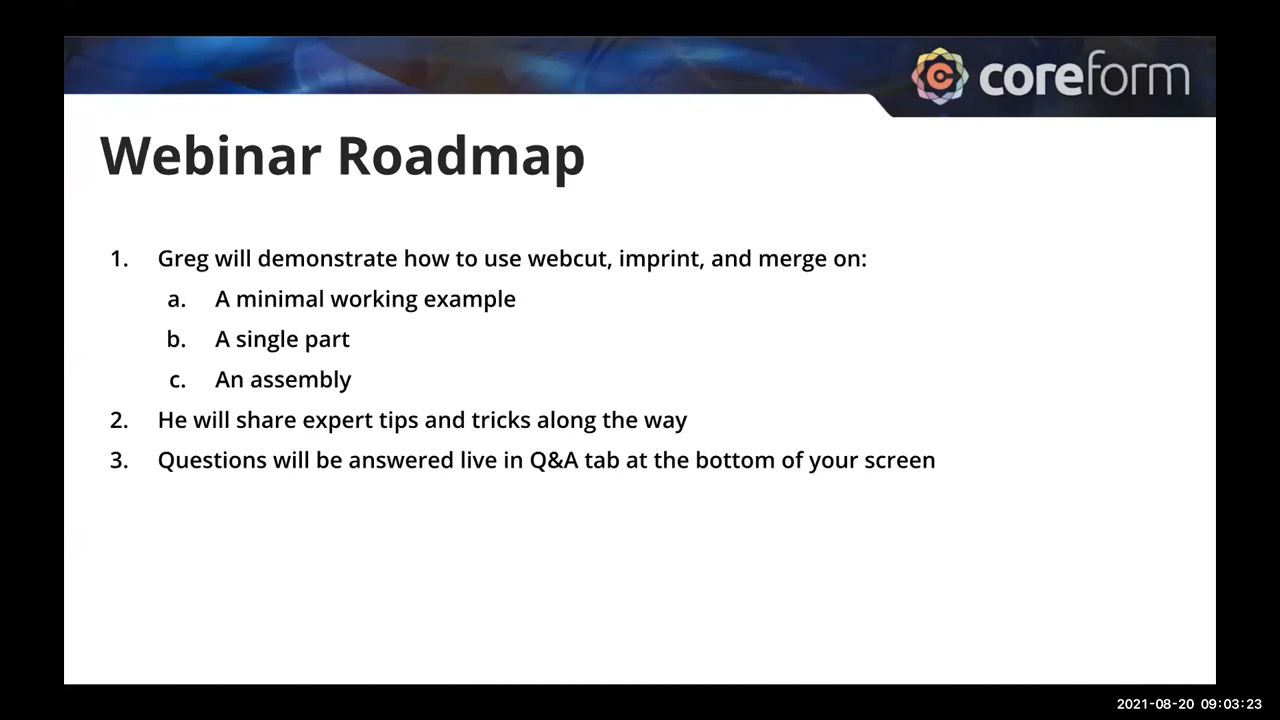 coreform
Webinar Roadmap
1. Greg will demonstrate how to use webcut, imprint, and merge on:
a. A minimal working example
b. A single part
c. An assembly
2. He will share expert tips and tricks along the way
3. Questions will be answered live in Q&A tab at the bottom of your screen
2021-08-20 09:03:23